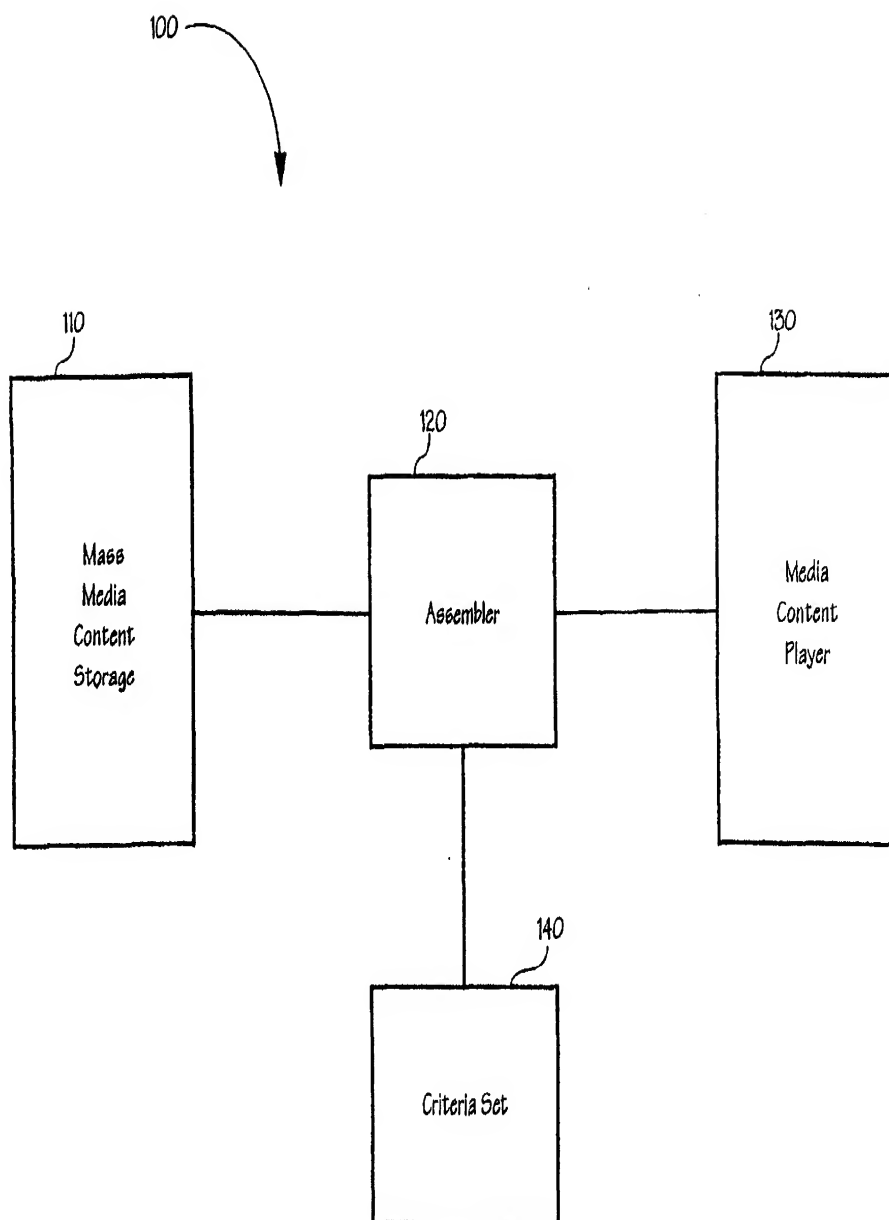 100
110
130
120
Mass
Media
Content
Storage
Assembler
Media
Content
Player
140
Criteria Set